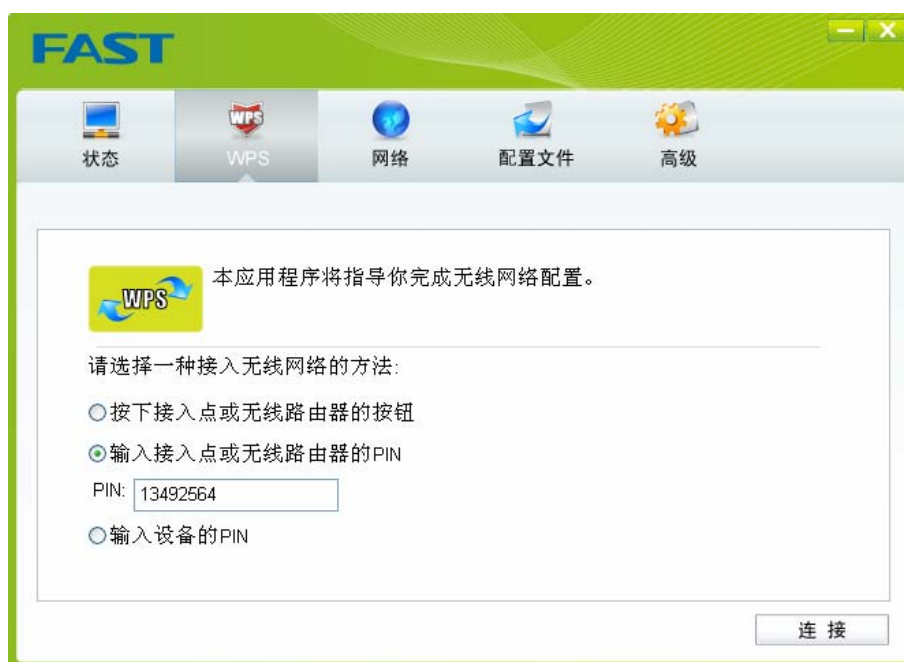 FAST
WPS
状态
WPS
网络
配置文件
高级
WPS
本应用程序将指导你完成无线网络配置。
请选择一种接入无线网络的方法:
按下接入点或无线路由器的按钮
输入接入点或无线路由器的PIN
PIN: 13492564
输入设备的PIN
连 接